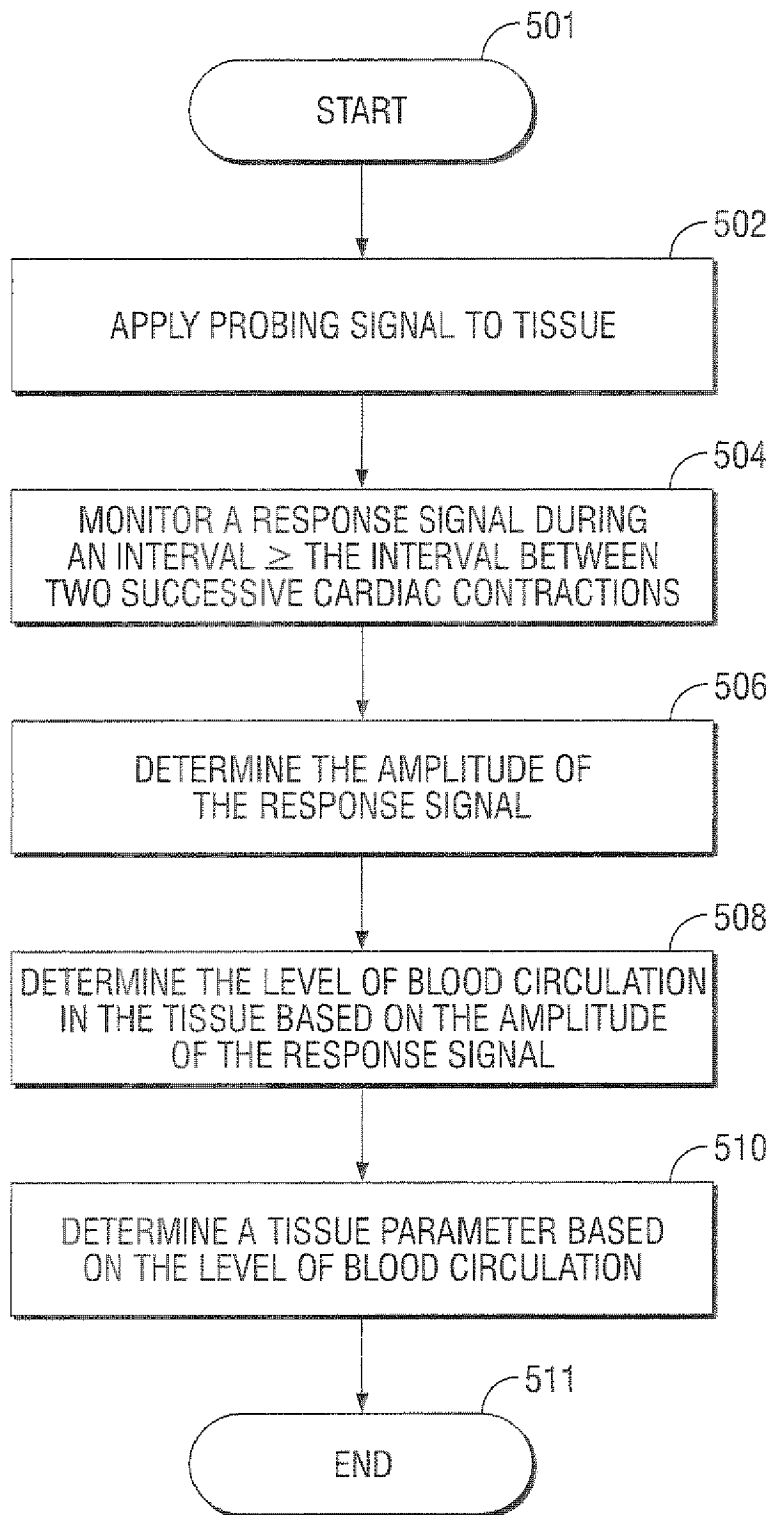 501
START
502
APPLY PROBING SIGNAL TO TISSUE
504
MONITOR A RESPONSE SIGNAL DURING
AN INTERVAL ≥ THE INTERVAL BETWEEN
TWO SUCCESSIVE CARDIAC CONTRACTIONS
506
DETERMINE THE AMPLITUDE OF
THE RESPONSE SIGNAL
508
DETERMINE THE LEVEL OF BLOOD CIRCULATION
IN THE TISSUE BASED ON THE AMPLITUDE
OF THE RESPONSE SIGNAL
510
DETERMINE A TISSUE PARAMETER BASED
ON THE LEVEL OF BLOOD CIRCULATION
511
END